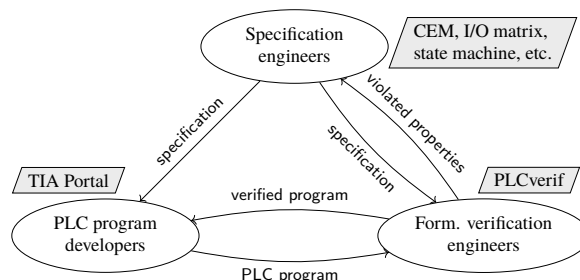 Specification
engineers
CEM, I/O matrix,
state machine, etc.
specification
specification
violated properties
TIA Portal
PLCverif
verified program
PLC program
developers
Form. verification
engineers
PLC program